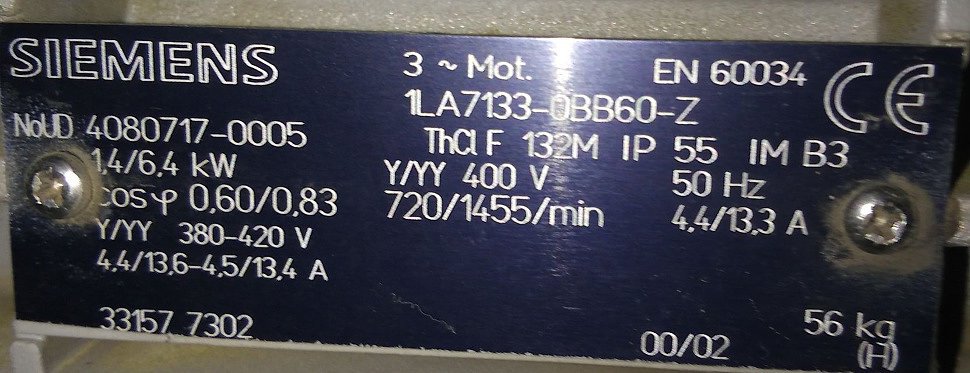 SIEMENS
3 ~ Mot. EN 60034
1LA7133-0BB60-Z CE
NoUD 4080717-0005 ThCl F 132M IP 55 IM B3
1,4/6,4 kW Y/YY 400 V 50 Hz
cosφ 0,60/0,83 720/1455/min 4,4/13,3 A
Y/YY 380-420 V
4,4/13,6-4,5/13,4 A
33157 7302 00/02 56 kg
(H)